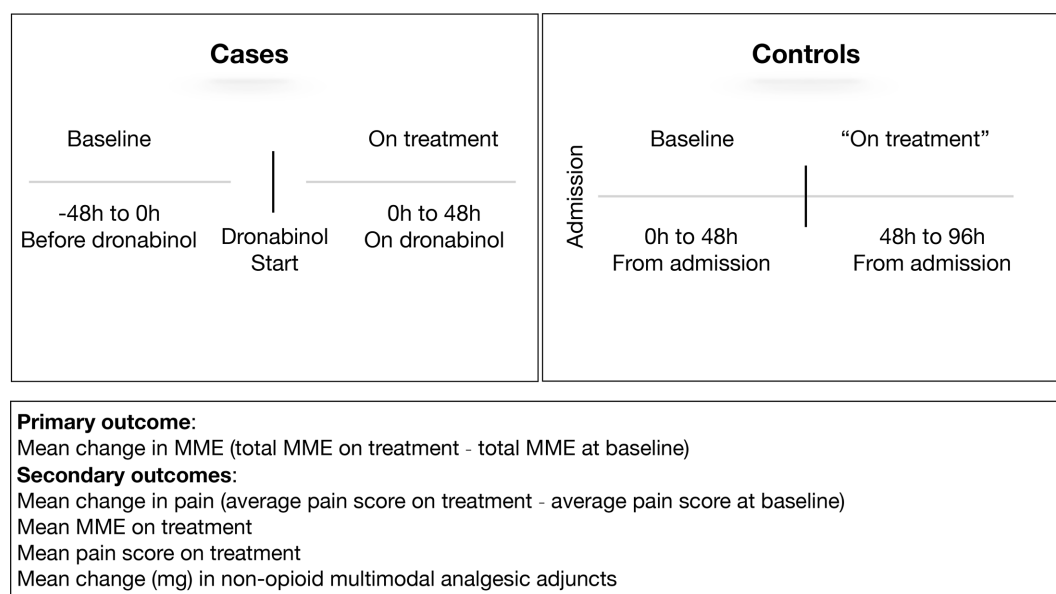 Cases
Baseline
On treatment
-48h to 0h
Before dronabinol
Dronabinol
Start
0h to 48h
On dronabinol
Controls
Admission
Baseline
“On treatment”
0h to 48h
From admission
48h to 96h
From admission
Primary outcome:
Mean change in MME (total MME on treatment - total MME at baseline)
Secondary outcomes:
Mean change in pain (average pain score on treatment - average pain score at baseline)
Mean MME on treatment
Mean pain score on treatment
Mean change (mg) in non-opioid multimodal analgesic adjuncts